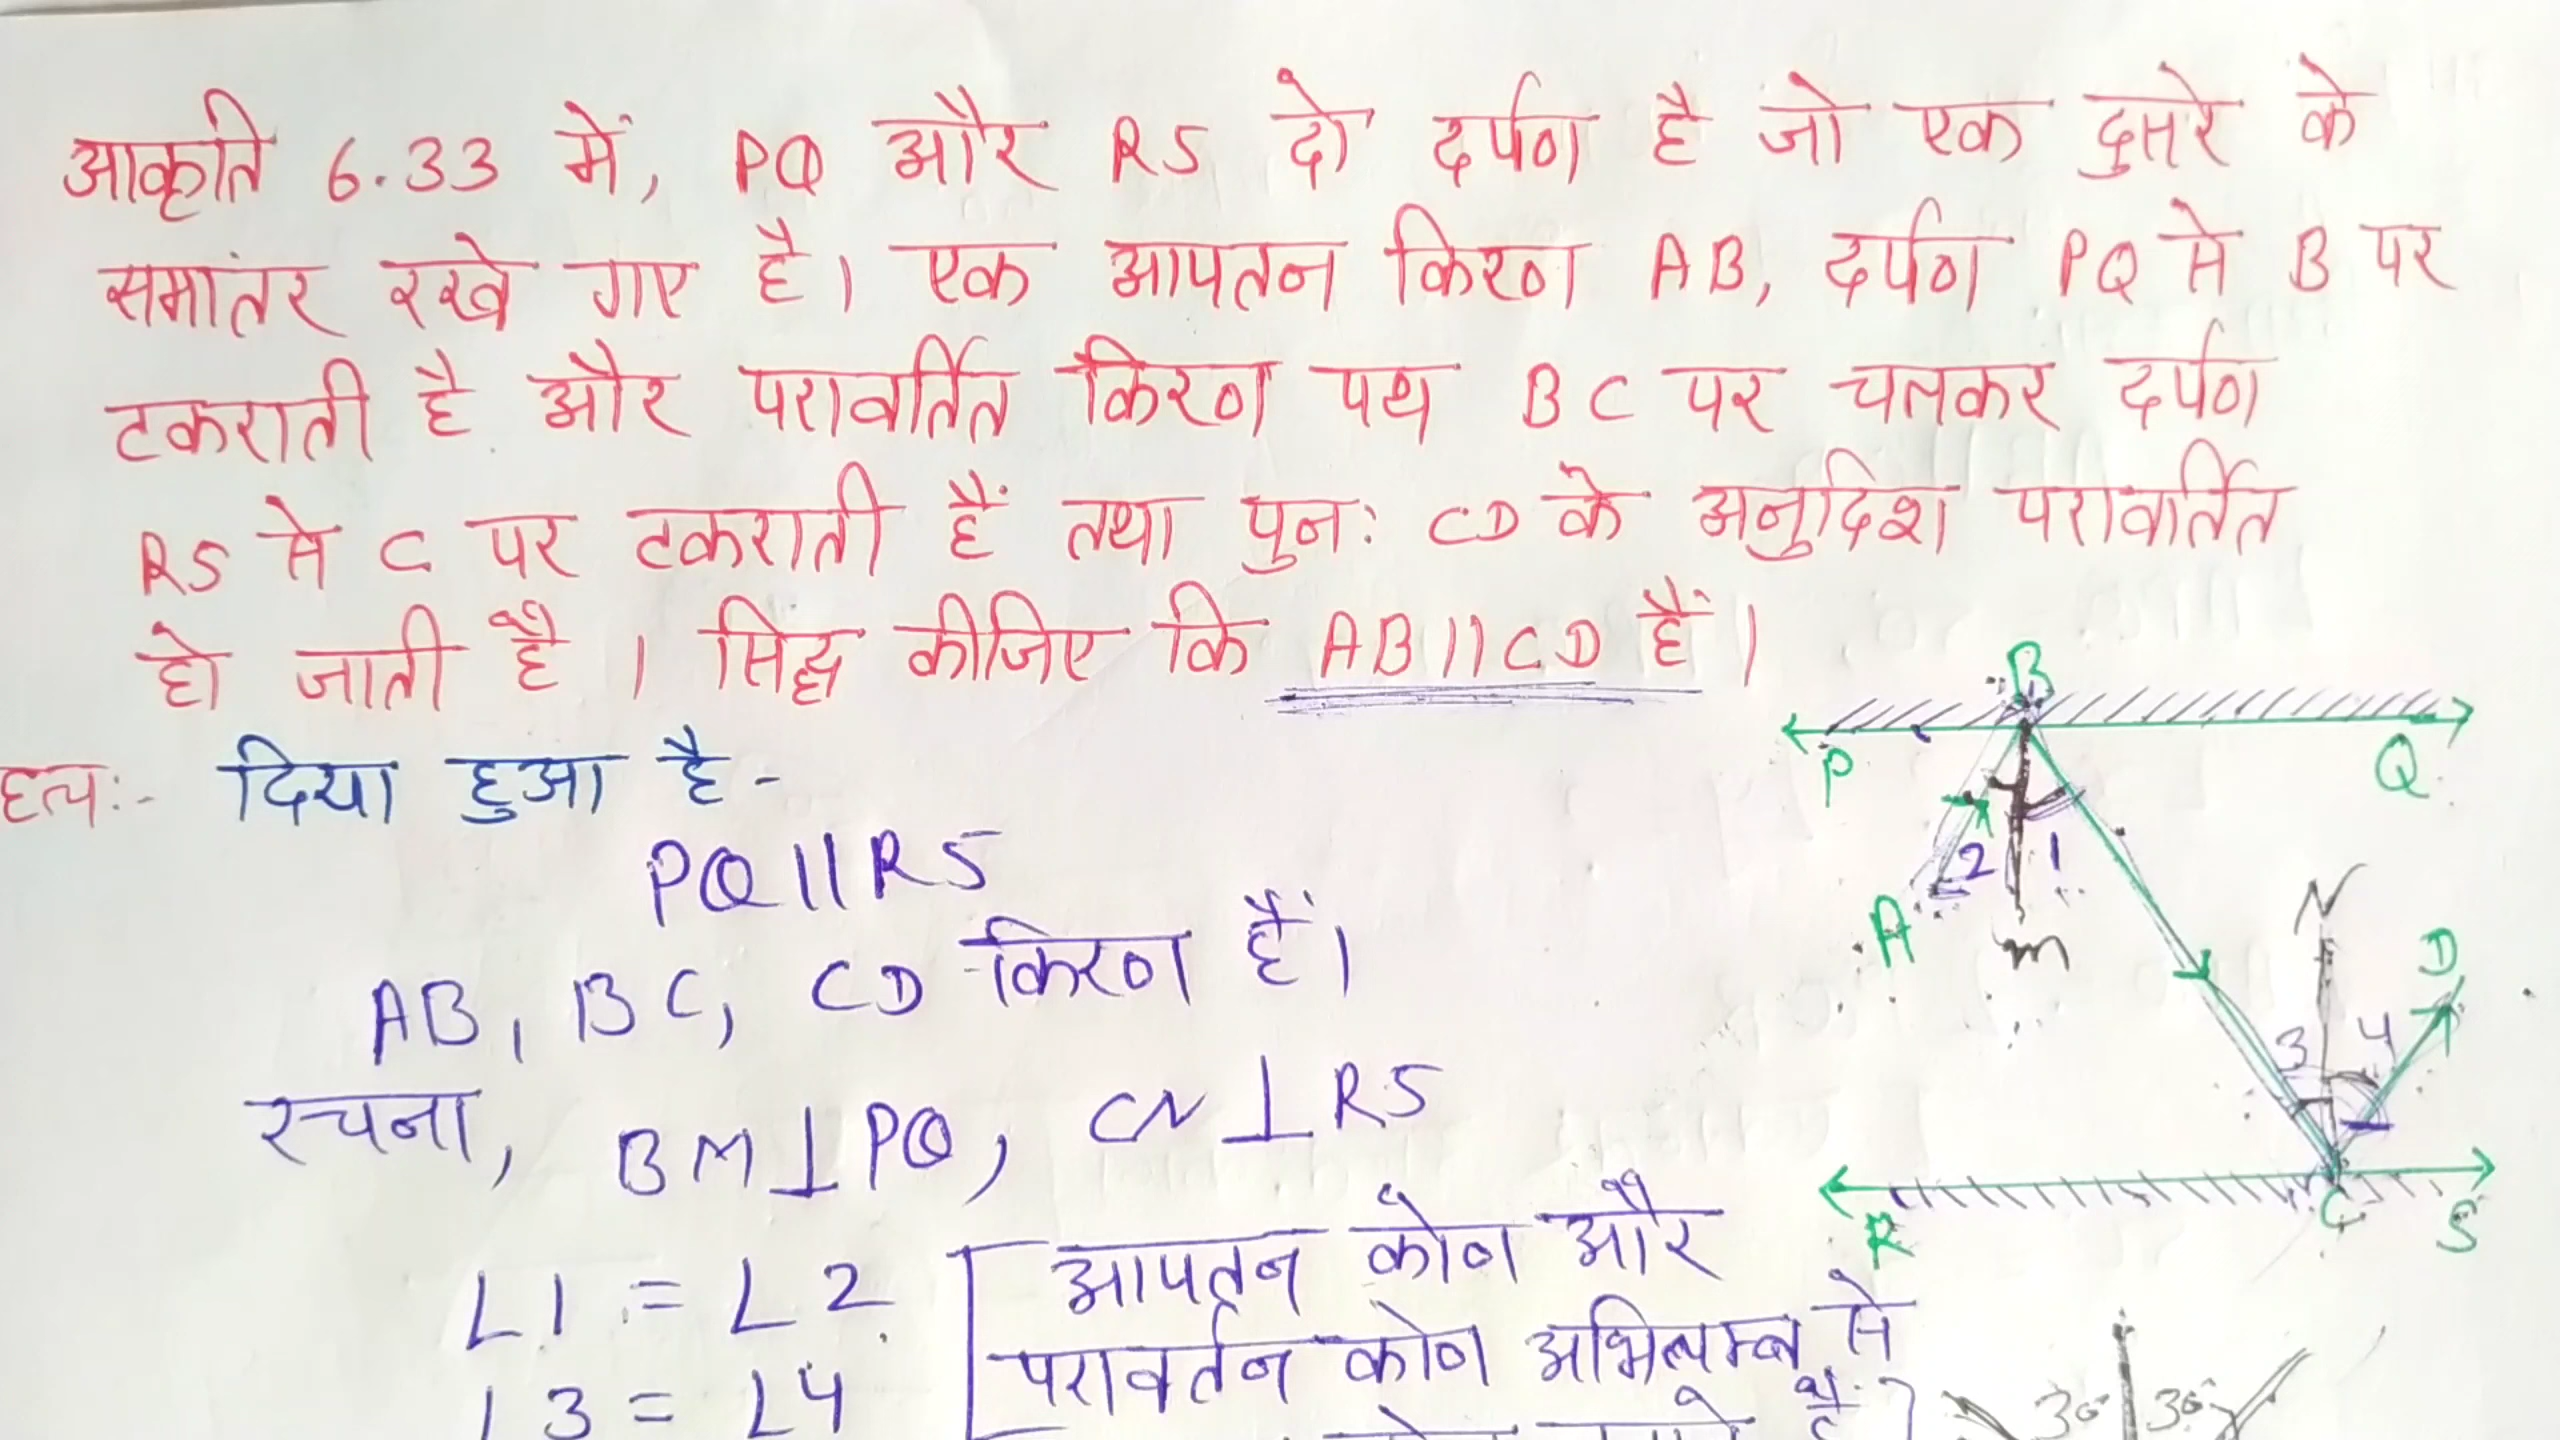 आकृति 6.33 में, PQ और RS दो दर्पण है जो एक दुसरे के
समांतर रखे गए है। एक आपतन किरण AB, दर्पण PQ से B पर
टकराती है और परावर्तित किरण पथ BC पर चलकर दर्पण
RS से C पर टकराती हैं तथा पुनः CD के अनुदिश परावर्तित
हो जाती है। सिद्ध कीजिए कि AB||CD हैं।
हल:- दिया हुआ है-
PQ||RS
AB, BC, CD किरण हैं।
रचना, BM⊥PQ, CN⊥RS
∠1 = ∠2 [आपतन कोण और
∠3 = ∠4 परावर्तन कोण अभिलम्ब से
B
P Q
2 1
A m
N
D
3 4
R C S
30 30